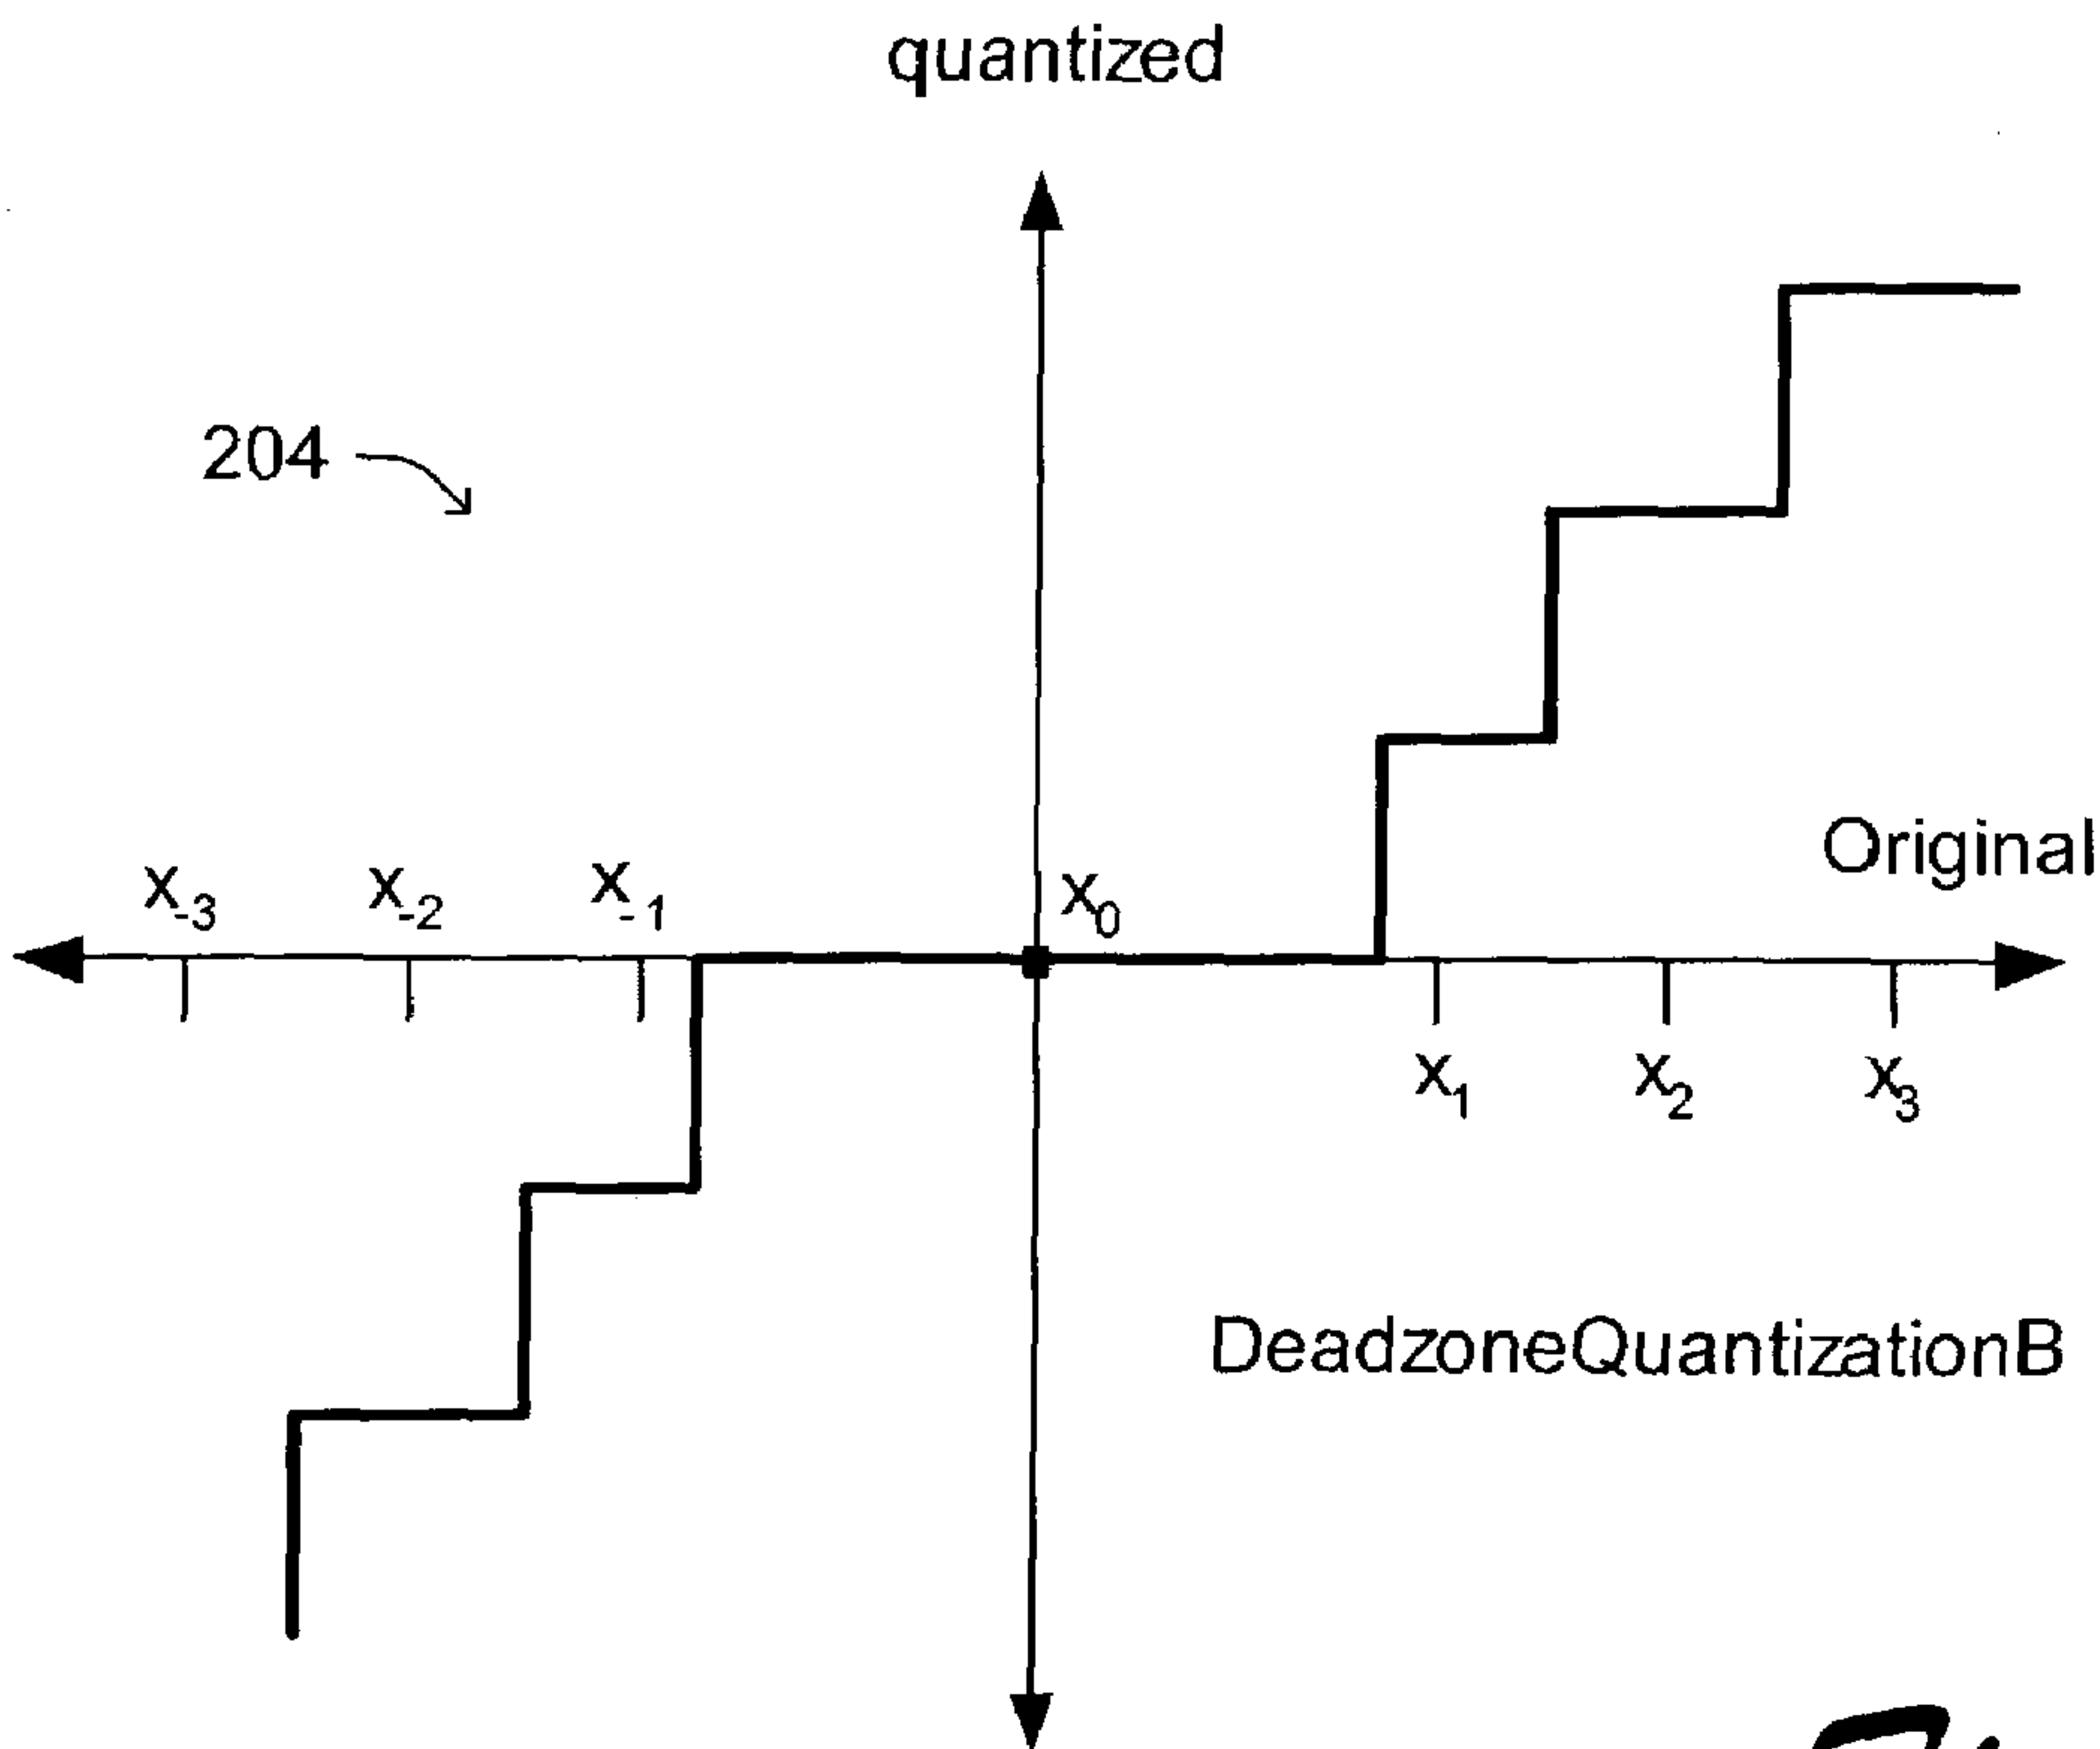 quantized
204
Original
x-3 x-2 x-1 x0
x1 x2 x3
DeadzoneQuantizationB